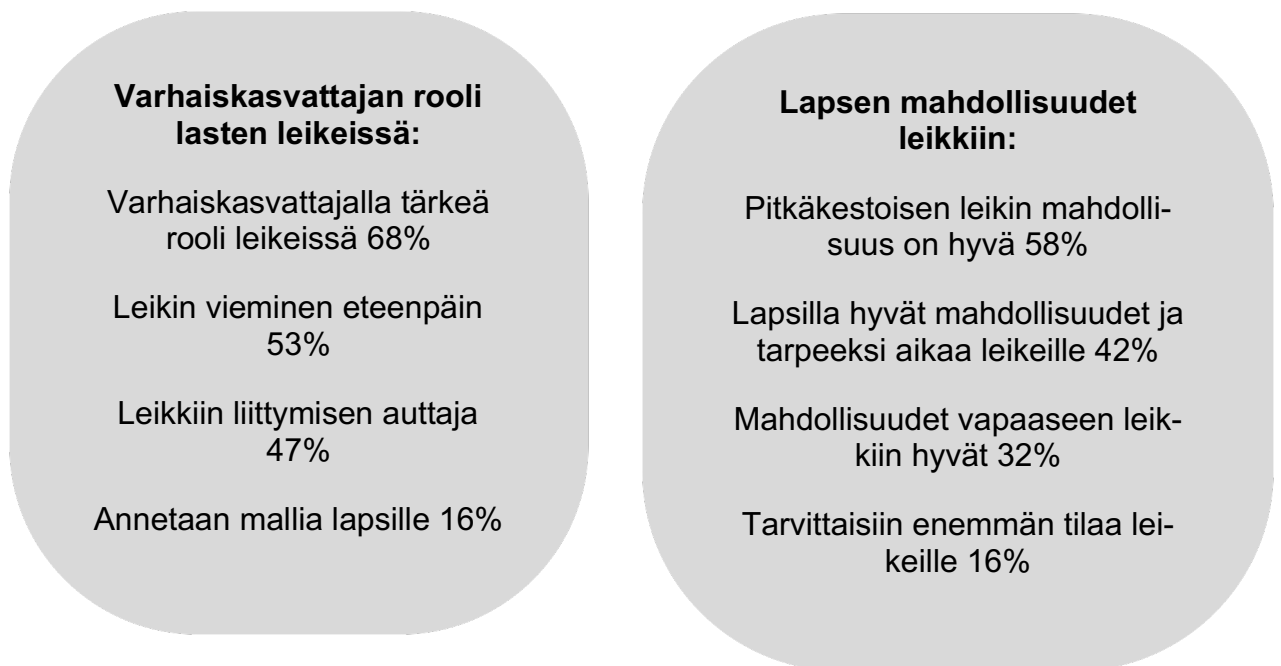 Varhaiskasvattajan rooli
lasten leikeissä:
Varhaiskasvattajalla tärkeä
rooli leikeissä 68%
Leikin vieminen eteenpäin
53%
Leikkiin liittymisen auttaja
47%
Annetaan mallia lapsille 16%
Lapsen mahdollisuudet
leikkiin:
Pitkäkestoisen leikin mahdolli-
suus on hyvä 58%
Lapsilla hyvät mahdollisuudet ja
tarpeeksi aikaa leikeille 42%
Mahdollisuudet vapaaseen leik-
kiin hyvät 32%
Tarvittaisiin enemmän tilaa lei-
keille 16%